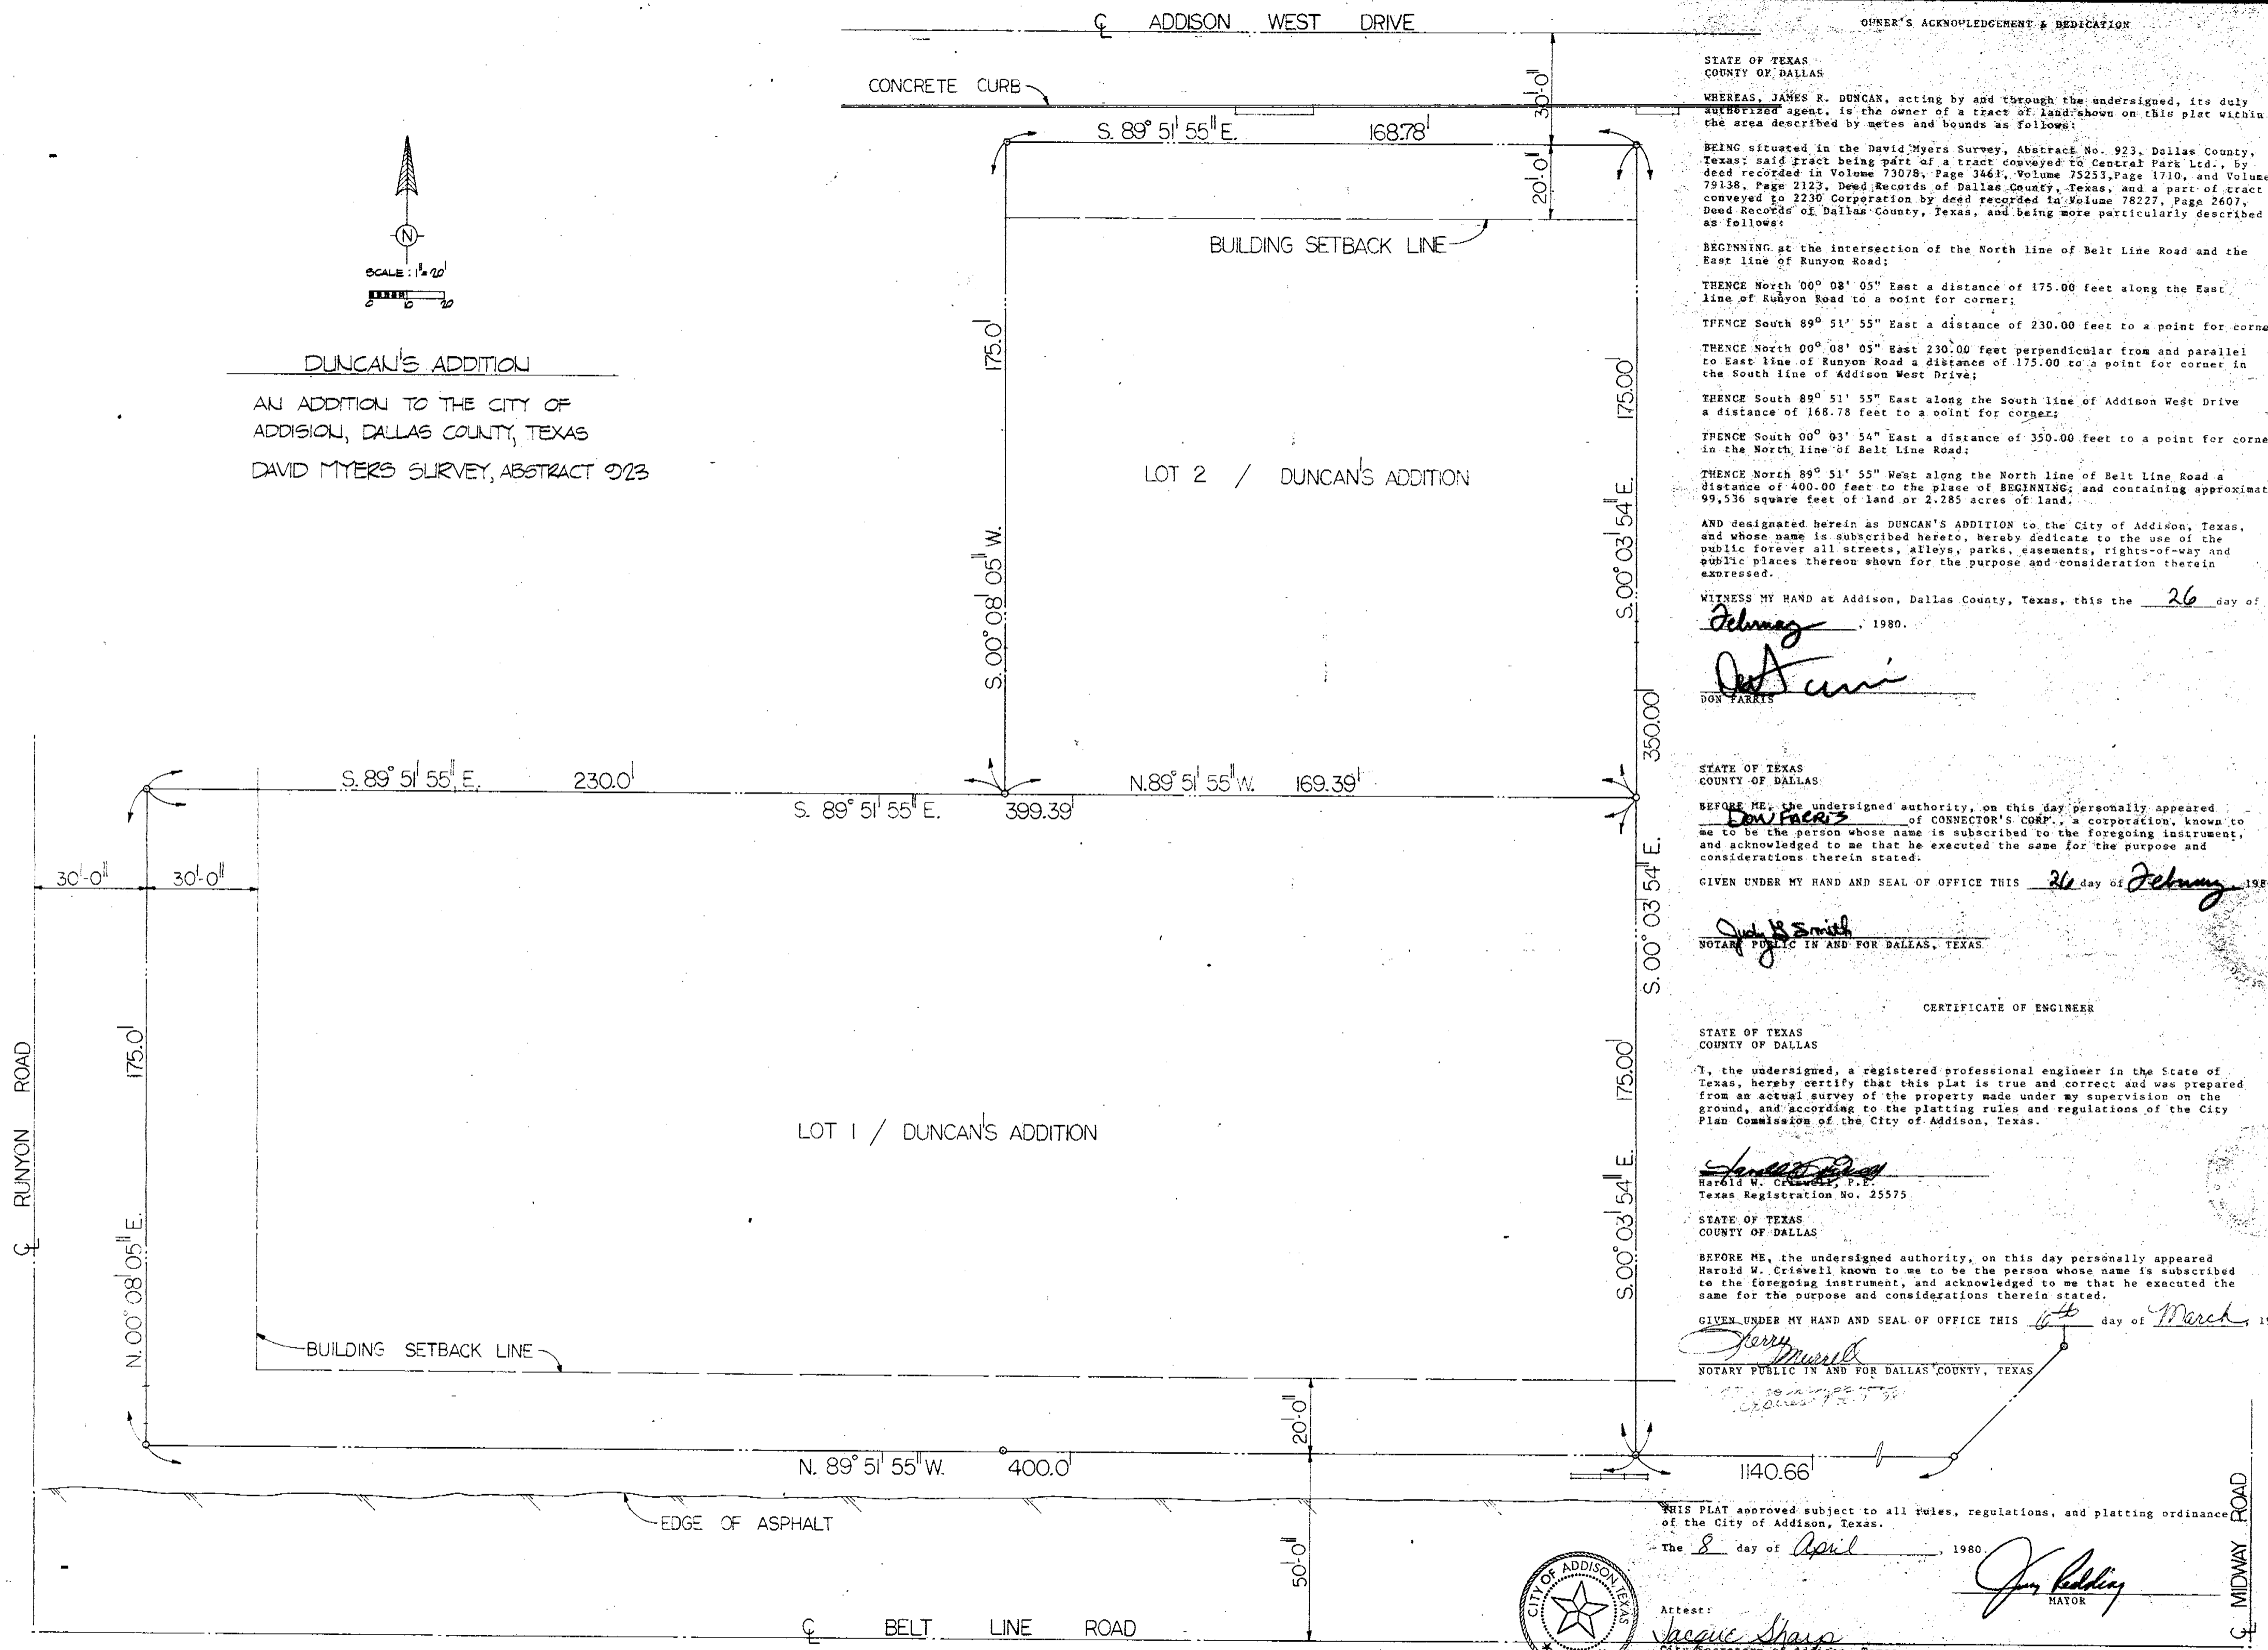 ℄ ADDISON WEST DRIVE
CONCRETE CURB
30'-0"
S. 89° 51' 55" E. 168.78'
20'-0"
BUILDING SETBACK LINE
N
SCALE : 1"=20'
0 10 20
DUNCAN'S ADDITION
AN ADDITION TO THE CITY OF
ADDISION, DALLAS COUNTY, TEXAS
DAVID MYERS SURVEY, ABSTRACT 923
175.0'
S. 00° 08' 05" W.
LOT 2 / DUNCAN'S ADDITION
175.00'
S. 00° 03' 54" E.
350.00'
S. 89° 51' 55" E. 230.0'
N. 89° 51' 55" W. 169.39'
S. 89° 51' 55" E. 399.39'
30'-0" 30'-0"
S. 00° 03' 54" E.
RUNYON ROAD
℄
175.0'
N. 00° 08' 05" E.
LOT 1 / DUNCAN'S ADDITION
175.00'
S. 00° 03' 54" E.
BUILDING SETBACK LINE
20'-0"
N. 89° 51' 55" W. 400.0'
1140.66'
EDGE OF ASPHALT
50'-0"
℄ BELT LINE ROAD
℄ MIDWAY ROAD
OWNER'S ACKNOWLEDGEMENT & DEDICATION
STATE OF TEXAS
COUNTY OF DALLAS
WHEREAS, JAMES R. DUNCAN, acting by and through the undersigned, its duly
authorized agent, is the owner of a tract of land shown on this plat within
the area described by metes and bounds as follows:
BEING situated in the David Myers Survey, Abstract No. 923, Dallas County,
Texas; said tract being part of a tract conveyed to Central Park Ltd., by
deed recorded in Volume 73078, Page 3461, Volume 75253, Page 1710, and Volume
79138, Page 2123, Deed Records of Dallas County, Texas, and a part of tract
conveyed to 2230 Corporation by deed recorded in Volume 78227, Page 2607,
Deed Records of Dallas County, Texas, and being more particularly described
as follows:
BEGINNING at the intersection of the North line of Belt Line Road and the
East line of Runyon Road;
THENCE North 00° 08' 05" East a distance of 175.00 feet along the East
line of Runyon Road to a point for corner;
THENCE South 89° 51' 55" East a distance of 230.00 feet to a point for corne
THENCE North 00° 08' 05" East 230.00 feet perpendicular from and parallel
to East line of Runyon Road a distance of 175.00 to a point for corner in
the South line of Addison West Drive;
THENCE South 89° 51' 55" East along the South line of Addison West Drive
a distance of 168.78 feet to a point for corner;
THENCE South 00° 03' 54" East a distance of 350.00 feet to a point for corne
in the North line of Belt Line Road;
THENCE North 89° 51' 55" West along the North line of Belt Line Road a
distance of 400.00 feet to the place of BEGINNING; and containing approximat
99,536 square feet of land or 2.285 acres of land.
AND designated herein as DUNCAN'S ADDITION to the City of Addison, Texas,
and whose name is subscribed hereto, hereby dedicate to the use of the
public forever all streets, alleys, parks, easements, rights-of-way and
public places thereon shown for the purpose and consideration therein
expressed.
WITNESS MY HAND at Addison, Dallas County, Texas, this the 26 day of
February, 1980.
DON FARRIS
STATE OF TEXAS
COUNTY OF DALLAS
BEFORE ME, the undersigned authority, on this day personally appeared
Don Farris of CONNECTOR'S CORP., a corporation, known to
me to be the person whose name is subscribed to the foregoing instrument,
and acknowledged to me that he executed the same for the purpose and
considerations therein stated.
GIVEN UNDER MY HAND AND SEAL OF OFFICE THIS 26 day of February 198
Judy Smith
NOTARY PUBLIC IN AND FOR DALLAS, TEXAS
CERTIFICATE OF ENGINEER
STATE OF TEXAS
COUNTY OF DALLAS
I, the undersigned, a registered professional engineer in the State of
Texas, hereby certify that this plat is true and correct and was prepared
from an actual survey of the property made under my supervision on the
ground, and according to the platting rules and regulations of the City
Plan Commission of the City of Addison, Texas.
Harold W. Criswell, P.E.
Texas Registration No. 25575
STATE OF TEXAS
COUNTY OF DALLAS
BEFORE ME, the undersigned authority, on this day personally appeared
Harold W. Criswell known to me to be the person whose name is subscribed
to the foregoing instrument, and acknowledged to me that he executed the
same for the purpose and considerations therein stated.
GIVEN UNDER MY HAND AND SEAL OF OFFICE THIS 6th day of March, 1
Sherry Murrell
NOTARY PUBLIC IN AND FOR DALLAS COUNTY, TEXAS
THIS PLAT approved subject to all rules, regulations, and platting ordinance
of the City of Addison, Texas.
The 8 day of April, 1980.
Jerry Redding
MAYOR
CITY OF ADDISON TEXAS
Attest:
Jacque Sharp